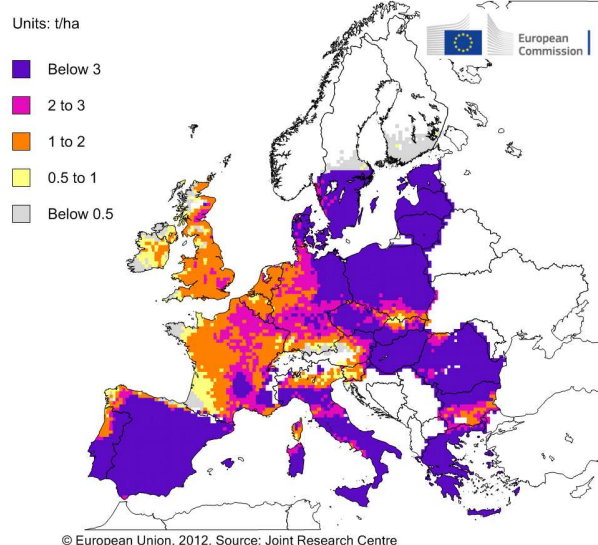 Units: t/ha
European
Commission
Below 3
2 to 3
1 to 2
0.5 to 1
Below 0.5
© European Union, 2012. Source: Joint Research Centre